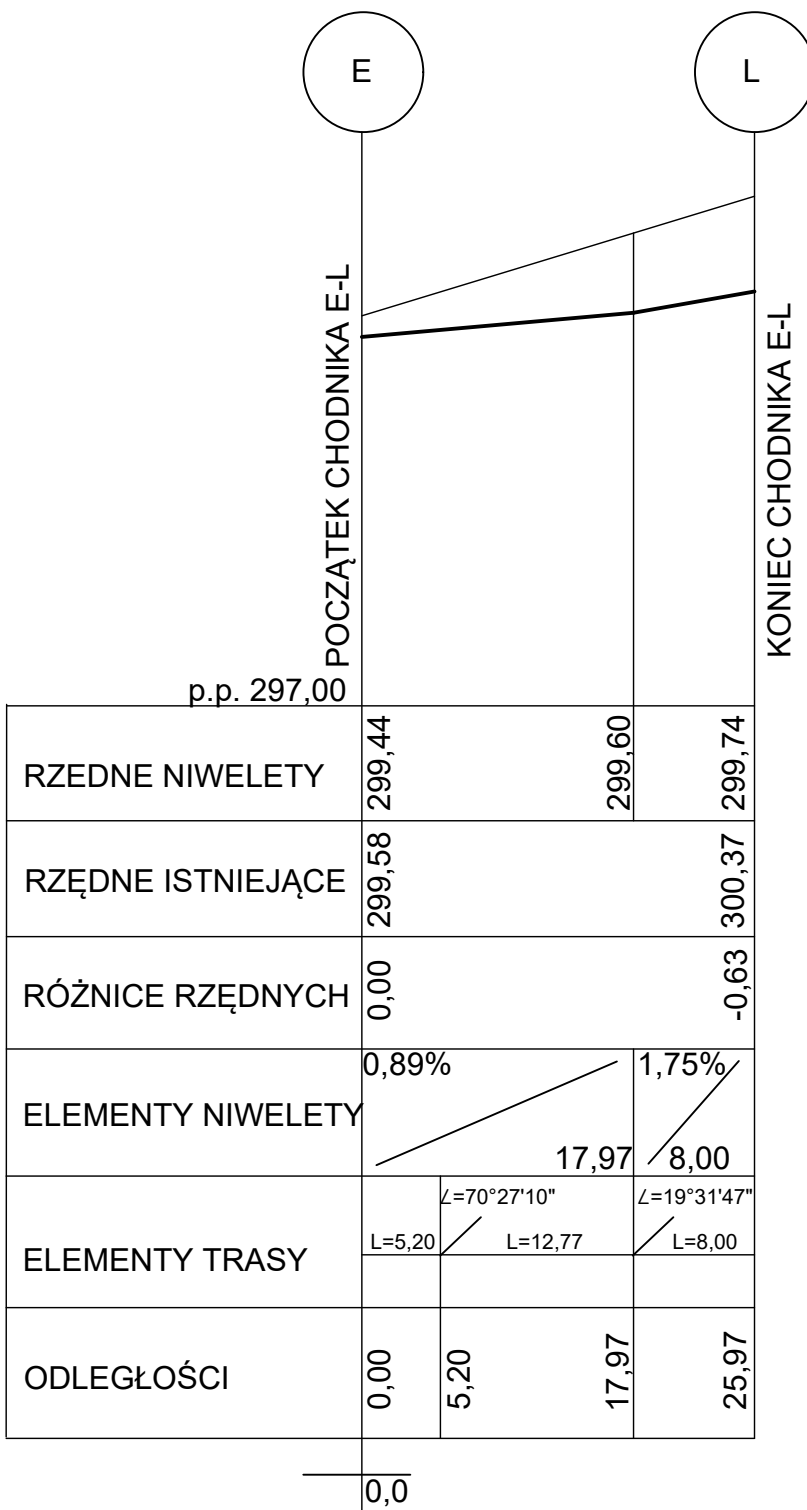 E
L
POCZĄTEK CHODNIKA E-L
KONIEC CHODNIKA E-L
p.p. 297,00
RZEDNE NIWELETY
299,44
299,60
299,74
RZĘDNE ISTNIEJĄCE
299,58
300,37
RÓŻNICE RZĘDNYCH
0,00
-0,63
ELEMENTY NIWELETY
0,89%
17,97
1,75%
8,00
ELEMENTY TRASY
L=5,20
∠=70°27'10"
L=12,77
∠=19°31'47"
L=8,00
ODLEGŁOŚCI
0,00
5,20
17,97
25,97
0,0